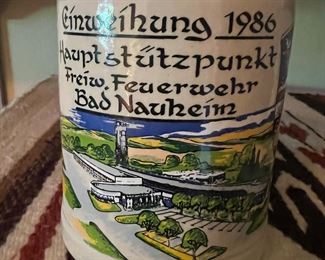 Einweihung 1986
Hauptstützpunkt
Freiw. Feuerwehr
Bad Nauheim